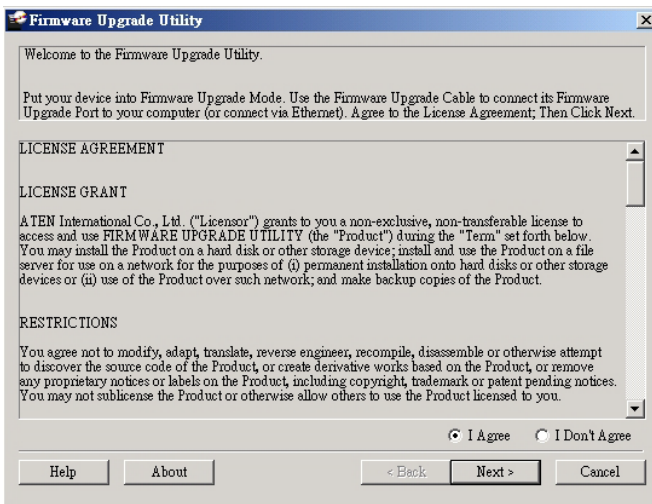 Firmware Upgrade Utility
Welcome to the Firmware Upgrade Utility.
Put your device into Firmware Upgrade Mode. Use the Firmware Upgrade Cable to connect its Firmware
Upgrade Port to your computer (or connect via Ethernet). Agree to the License Agreement; Then Click Next.
LICENSE AGREEMENT
LICENSE GRANT
ATEN International Co., Ltd. ("Licensor") grants to you a non-exclusive, non-transferable license to
access and use FIRMWARE UPGRADE UTILITY (the "Product") during the "Term" set forth below.
You may install the Product on a hard disk or other storage device; install and use the Product on a file
server for use on a network for the purposes of (i) permanent installation onto hard disks or other storage
devices or (ii) use of the Product over such network; and make backup copies of the Product.
RESTRICTIONS
You agree not to modify, adapt, translate, reverse engineer, recompile, disassemble or otherwise attempt
to discover the source code of the Product, or create derivative works based on the Product, or remove
any proprietary notices or labels on the Product, including copyright, trademark or patent pending notices.
You may not sublicense the Product or otherwise allow others to use the Product licensed to you.
I Agree I Don't Agree
Help About < Back Next > Cancel